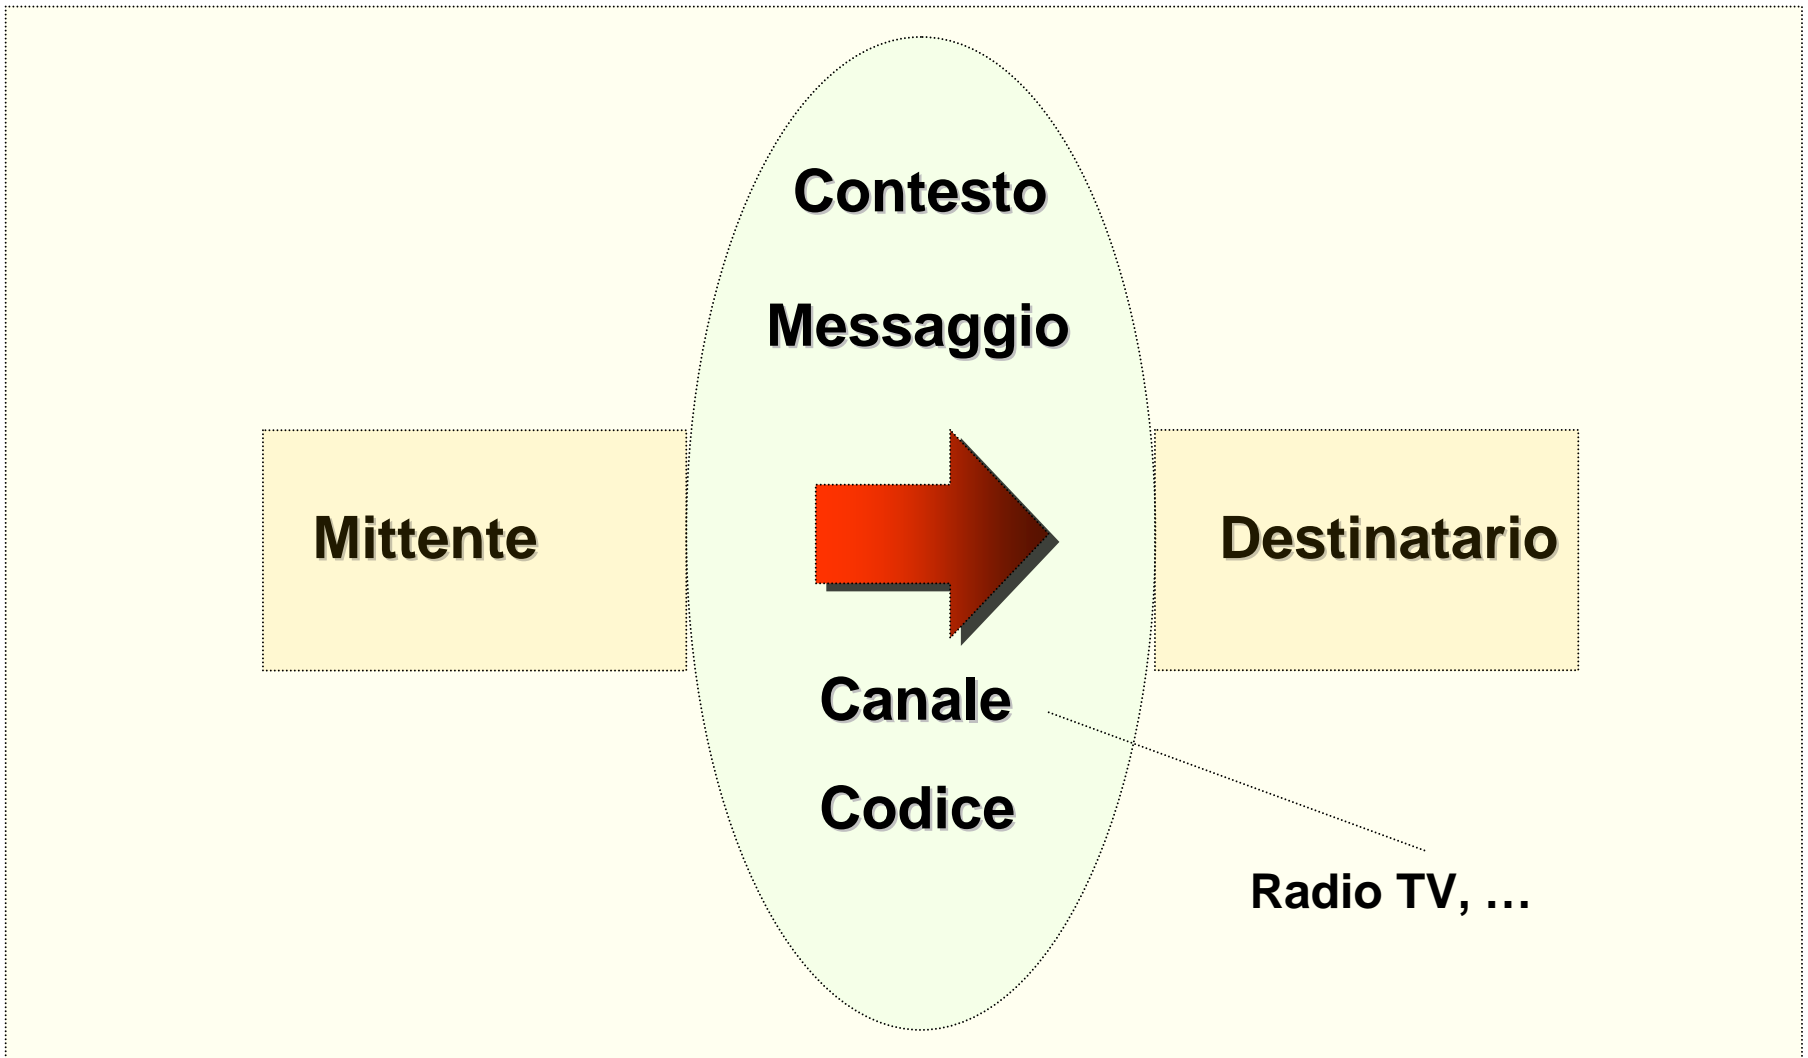 Contesto
Messaggio
Mittente
Destinatario
Canale
Codice
Radio TV, …